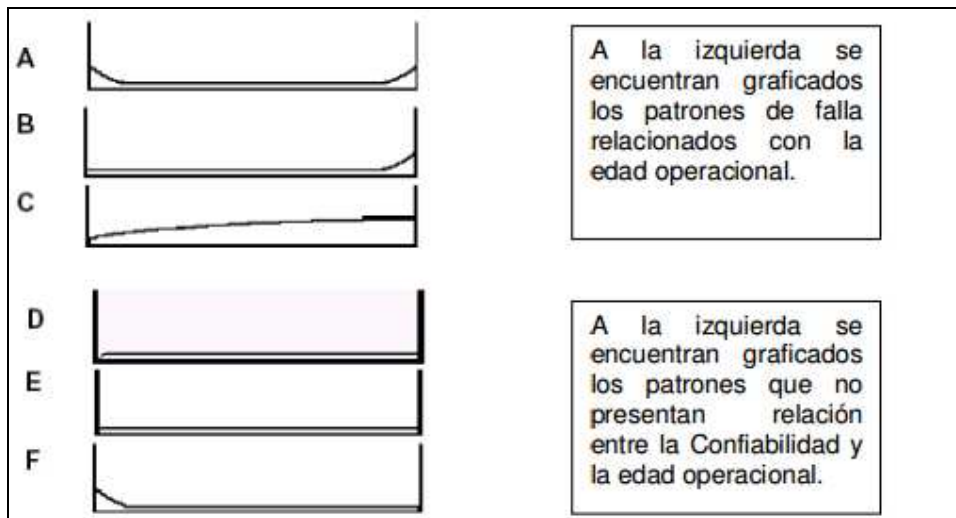 A
B
C
A la izquierda se
encuentran graficados
los patrones de falla
relacionados con la
edad operacional.
D
E
F
A la izquierda se
encuentran graficados
los patrones que no
presentan relación
entre la Confiabilidad y
la edad operacional.